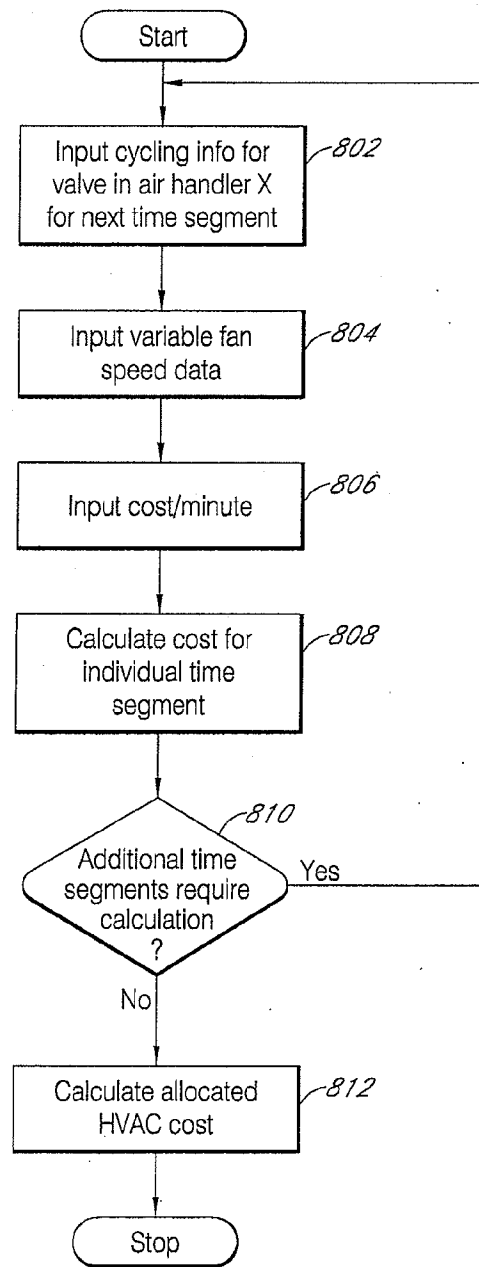 Start
Input cycling info for
valve in air handler X
for next time segment
802
Input variable fan
speed data
804
Input cost/minute
806
Calculate cost for
individual time
segment
808
810
Additional time
segments require
calculation
?
Yes
No
Calculate allocated
HVAC cost
812
Stop